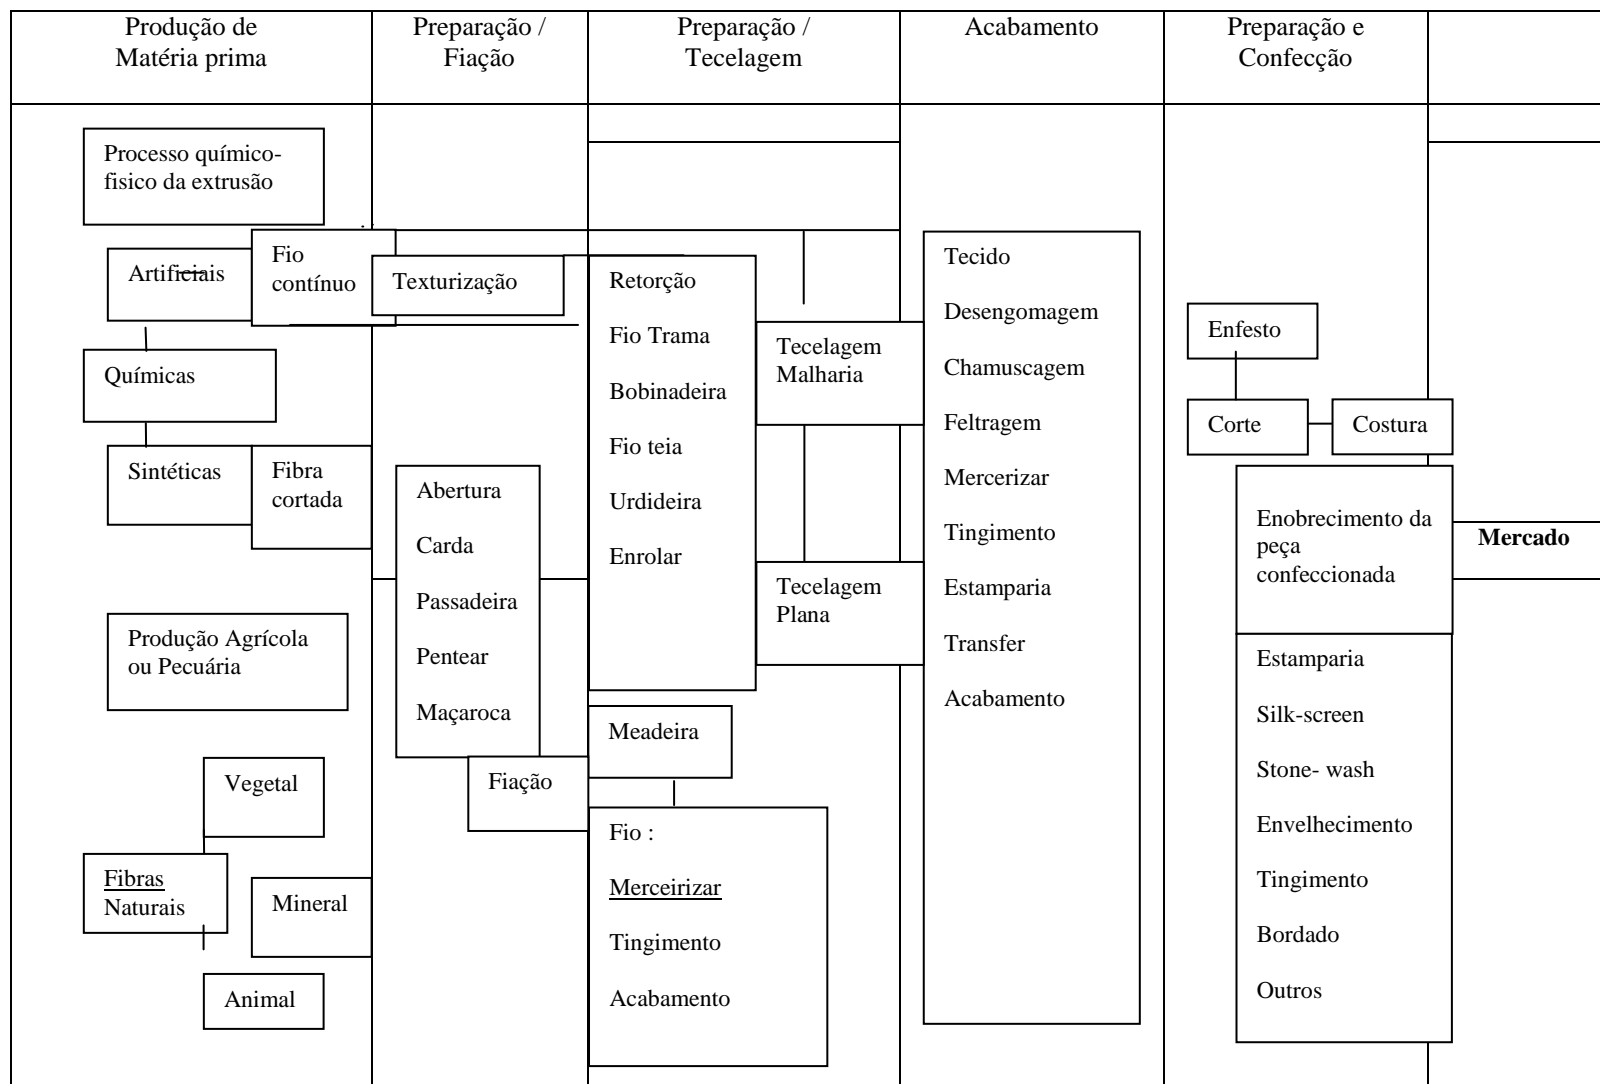 Produção de
Matéria prima
Preparação /
Fiação
Preparação /
Tecelagem
Acabamento
Preparação e
Confecção
Processo químico-
fisico da extrusão
Artificiais
Fio
contínuo
Químicas
Sintéticas
Fibra
cortada
Produção Agrícola
ou Pecuária
Vegetal
Fibras
Naturais
Mineral
Animal
Texturização
Abertura
Carda
Passadeira
Pentear
Maçaroca
Fiação
Retorção
Fio Trama
Bobinadeira
Fio teia
Urdideira
Enrolar
Tecelagem
Malharia
Tecelagem
Plana
Meadeira
Fio :
Merceirizar
Tingimento
Acabamento
Tecido
Desengomagem
Chamuscagem
Feltragem
Mercerizar
Tingimento
Estamparia
Transfer
Acabamento
Enfesto
Corte
Costura
Enobrecimento da
peça
confeccionada
Estamparia
Silk-screen
Stone- wash
Envelhecimento
Tingimento
Bordado
Outros
Mercado